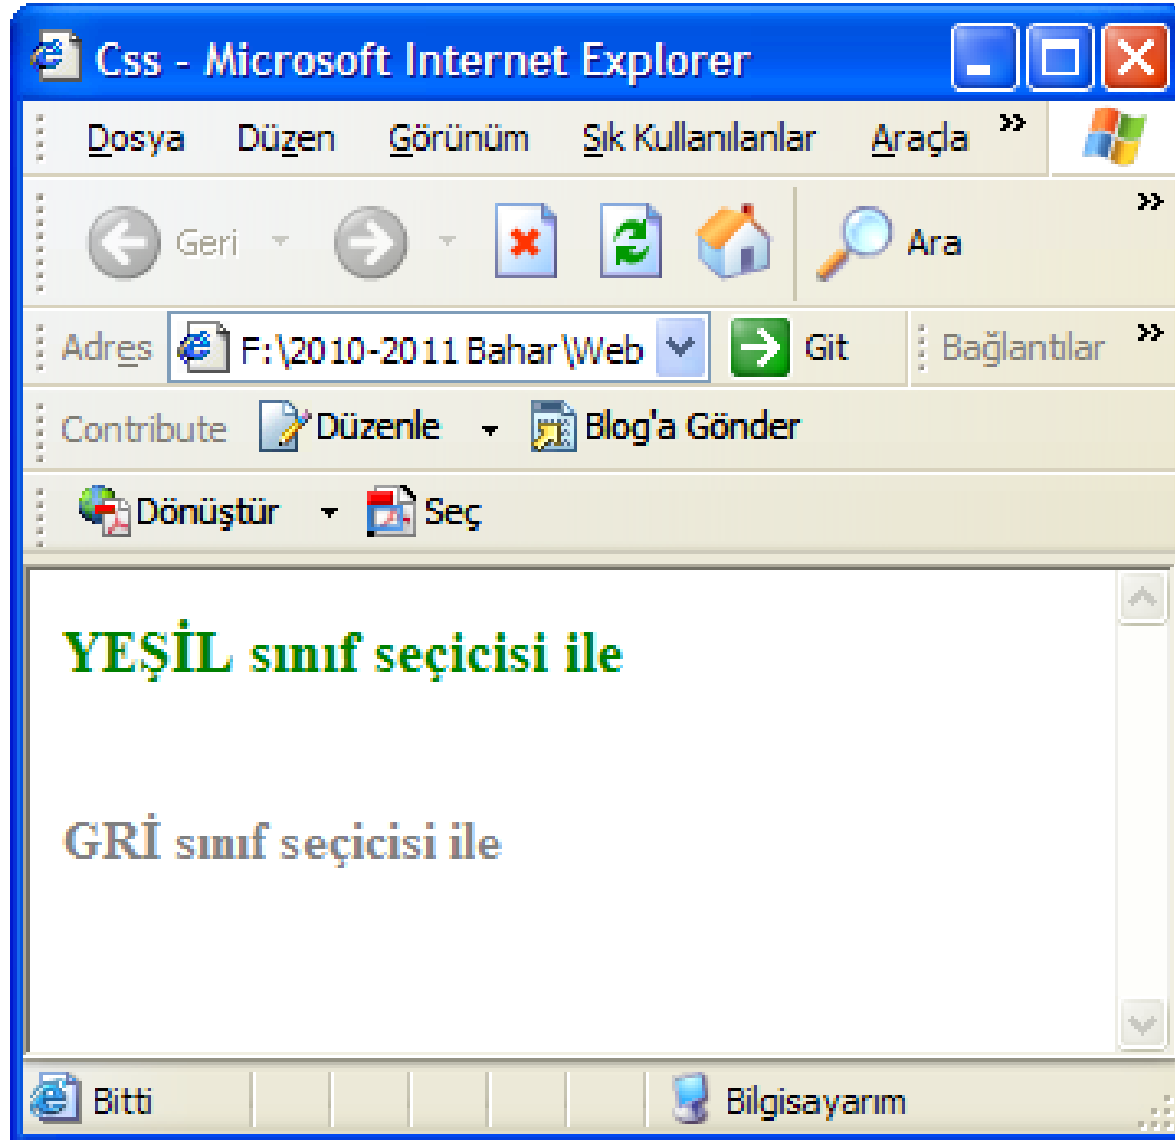 Css - Microsoft Internet Explorer
Dosya Düzen Görünüm Sık Kullanılanlar Araçla »
Geri Ara »
Adres F:\2010-2011 Bahar\Web Git Bağlantılar »
Contribute Düzenle Blog'a Gönder
Dönüştür Seç
YEŞİL sınıf seçicisi ile
GRİ sınıf seçicisi ile
Bitti Bilgisayarım